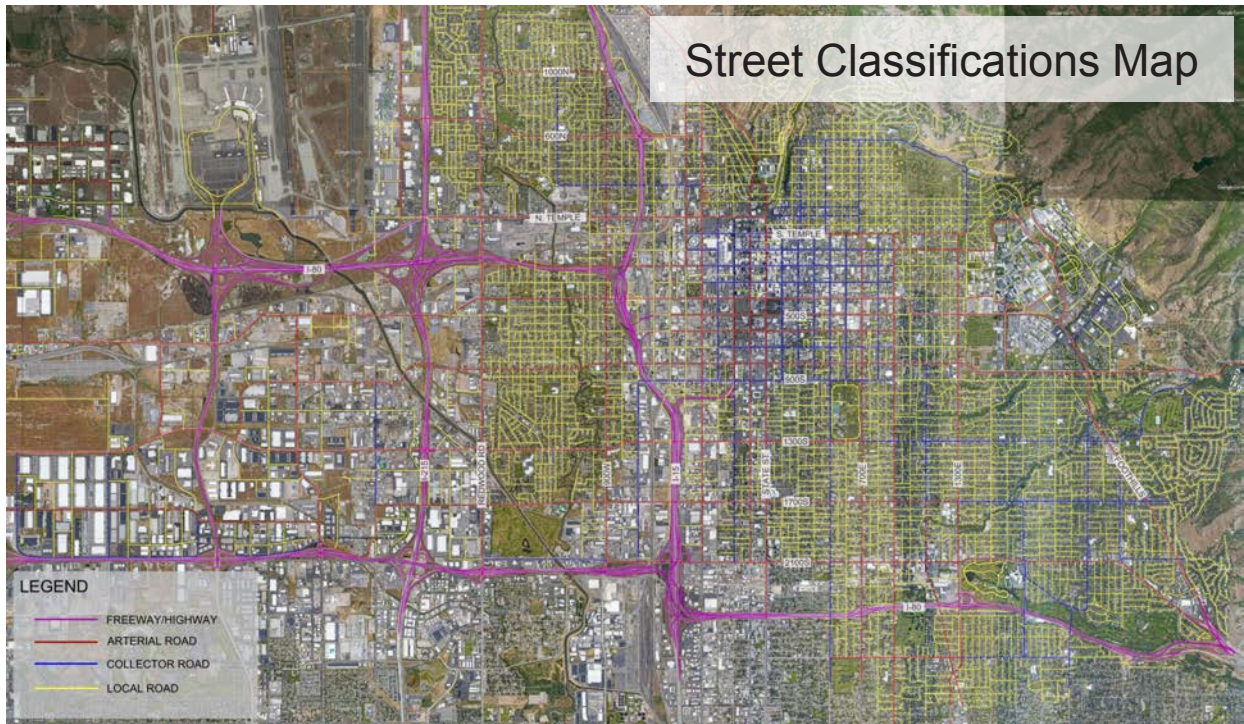 Street Classifications Map
1000N
600N
N. TEMPLE
S. TEMPLE
I-80
500S
900S
1300S
REDWOOD RD.
I-215
900W
I-15
STATE ST.
700E
1300E
FOOTHILLS
1700S
2100S
I-80
LEGEND
FREEWAY/HIGHWAY
ARTERIAL ROAD
COLLECTOR ROAD
LOCAL ROAD